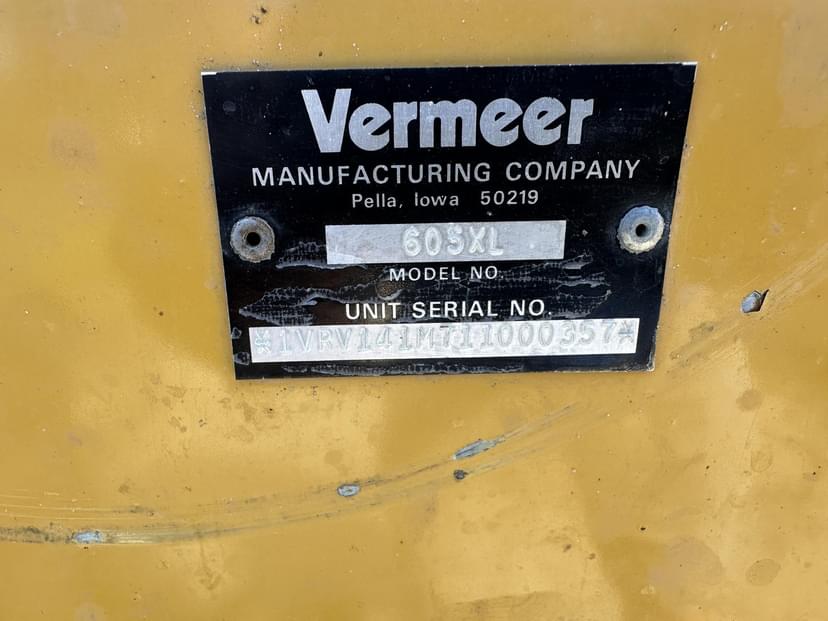 Vermeer
MANUFACTURING COMPANY
Pella, Iowa 50219
605XL
MODEL NO.
UNIT SERIAL NO.
*1VRV141M711000357*